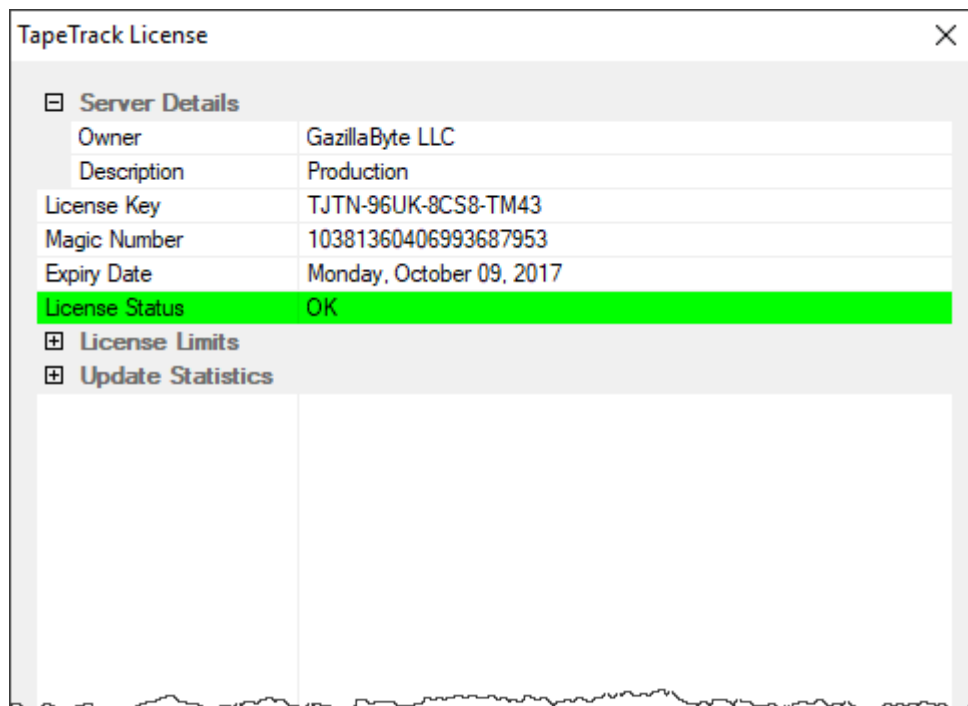 TapeTrack License
Server Details
Owner GazillaByte LLC
Description Production
License Key TJTN-96UK-8CS8-TM43
Magic Number 10381360406993687953
Expiry Date Monday, October 09, 2017
License Status OK
License Limits
Update Statistics